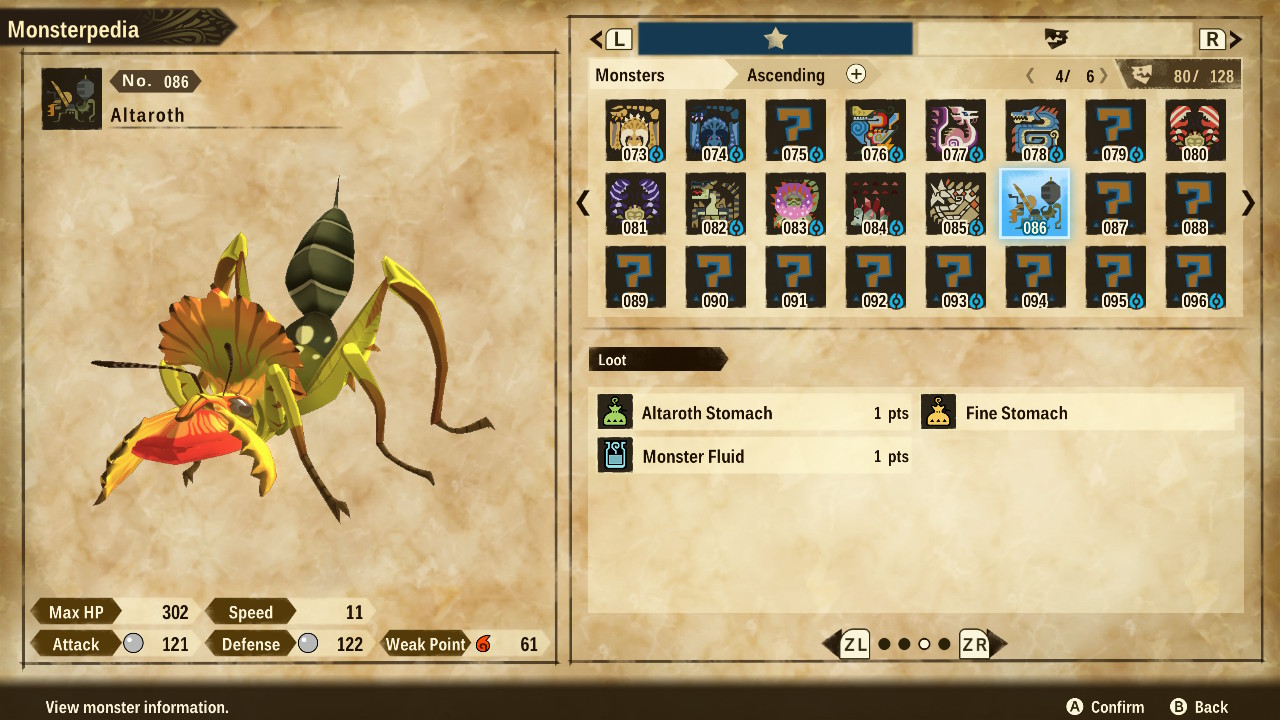 Monsterpedia
No. 086
Altaroth
Max HP 302
Speed 11
Attack 121
Defense 122
Weak Point 61
L
R
Monsters
Ascending
4/ 6
80/ 128
073 074 075 076 077 078 079 080
081 082 083 084 085 086 087 088
089 090 091 092 093 094 095 096
Loot
Altaroth Stomach 1 pts
Fine Stomach
Monster Fluid 1 pts
ZL
ZR
View monster information.
A Confirm
B Back